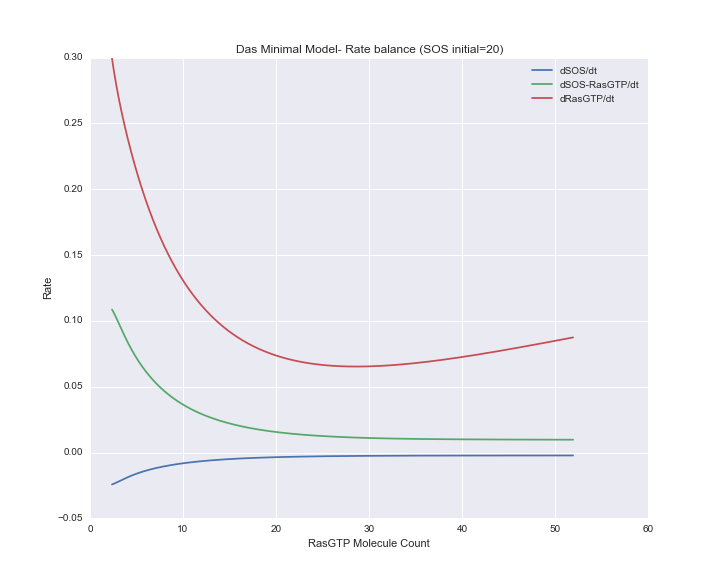 Das Minimal Model- Rate balance (SOS initial=20)
dSOS/dt
dSOS-RasGTP/dt
dRasGTP/dt
0.30
0.25
0.20
0.15
0.10
0.05
0.00
−0.05
Rate
0 10 20 30 40 50 60
RasGTP Molecule Count